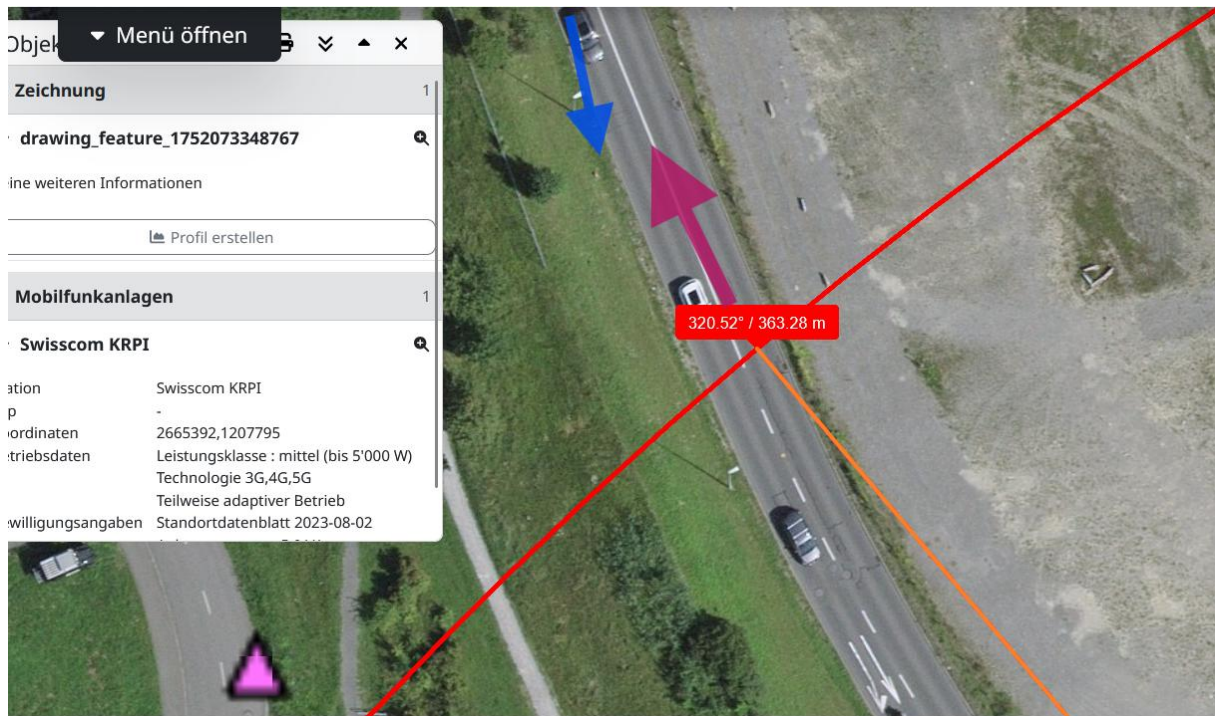 Objek
Menü öffnen
Zeichnung 1
drawing_feature_1752073348767
eine weiteren Informationen
Profil erstellen
Mobilfunkanlagen 1
Swisscom KRPI
ation Swisscom KRPI
p -
ordinaten 2665392,1207795
triebsdaten Leistungsklasse : mittel (bis 5'000 W)
Technologie 3G,4G,5G
Teilweise adaptiver Betrieb
willigungsangaben Standortdatenblatt 2023-08-02
320.52° / 363.28 m